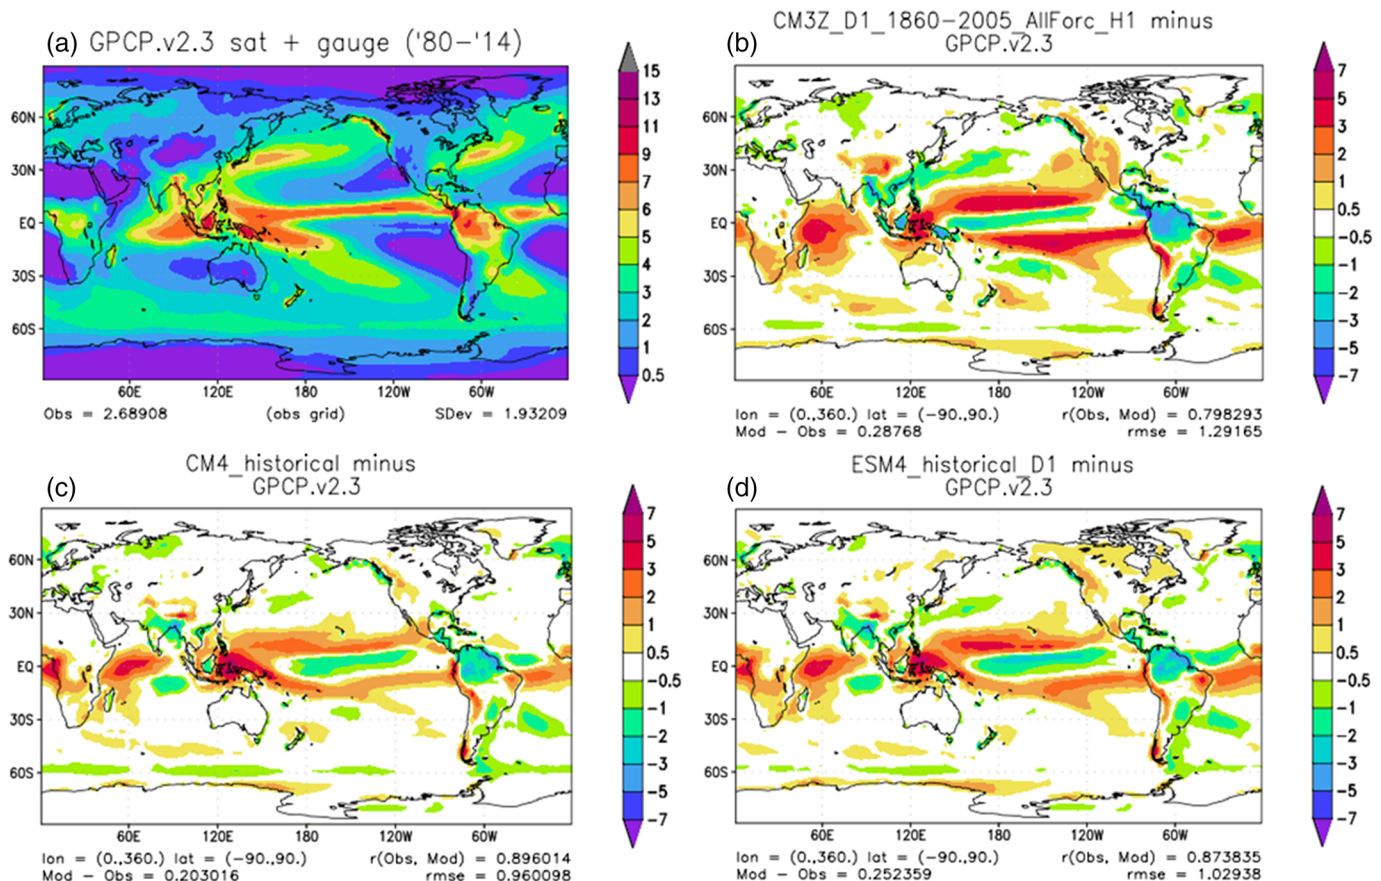 (a) GPCP.v2.3 sat + gauge ('80-'14)
60N
30N
EQ
30S
60S
60E 120E 180 120W 60W
15
13
11
9
7
6
5
4
3
2
1
0.5
Obs = 2.68908 (obs grid) SDev = 1.93209
(b) CM3Z_D1_1860-2005_AllForc_H1 minus
GPCP.v2.3
60N
30N
EQ
30S
60S
60E 120E 180 120W 60W
7
5
3
2
1
0.5
-0.5
-1
-2
-3
-5
-7
lon = (0.,360.) lat = (-90.,90.) r(Obs, Mod) = 0.798293
Mod - Obs = 0.28768 rmse = 1.29165
(c) CM4_historical minus
GPCP.v2.3
60N
30N
EQ
30S
60S
60E 120E 180 120W 60W
7
5
3
2
1
0.5
-0.5
-1
-2
-3
-5
-7
lon = (0.,360.) lat = (-90.,90.) r(Obs, Mod) = 0.896014
Mod - Obs = 0.203016 rmse = 0.960098
(d) ESM4_historical_D1 minus
GPCP.v2.3
60N
30N
EQ
30S
60S
60E 120E 180 120W 60W
7
5
3
2
1
0.5
-0.5
-1
-2
-3
-5
-7
lon = (0.,360.) lat = (-90.,90.) r(Obs, Mod) = 0.873835
Mod - Obs = 0.252359 rmse = 1.02938